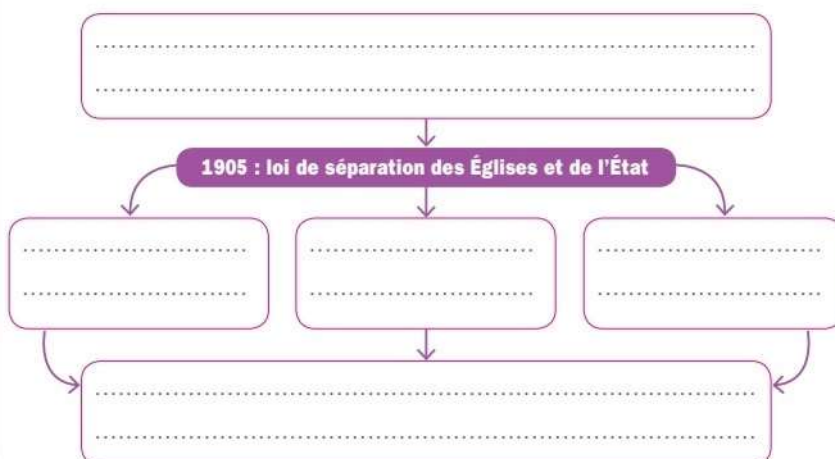 1905 : loi de séparation des Églises et de l'État